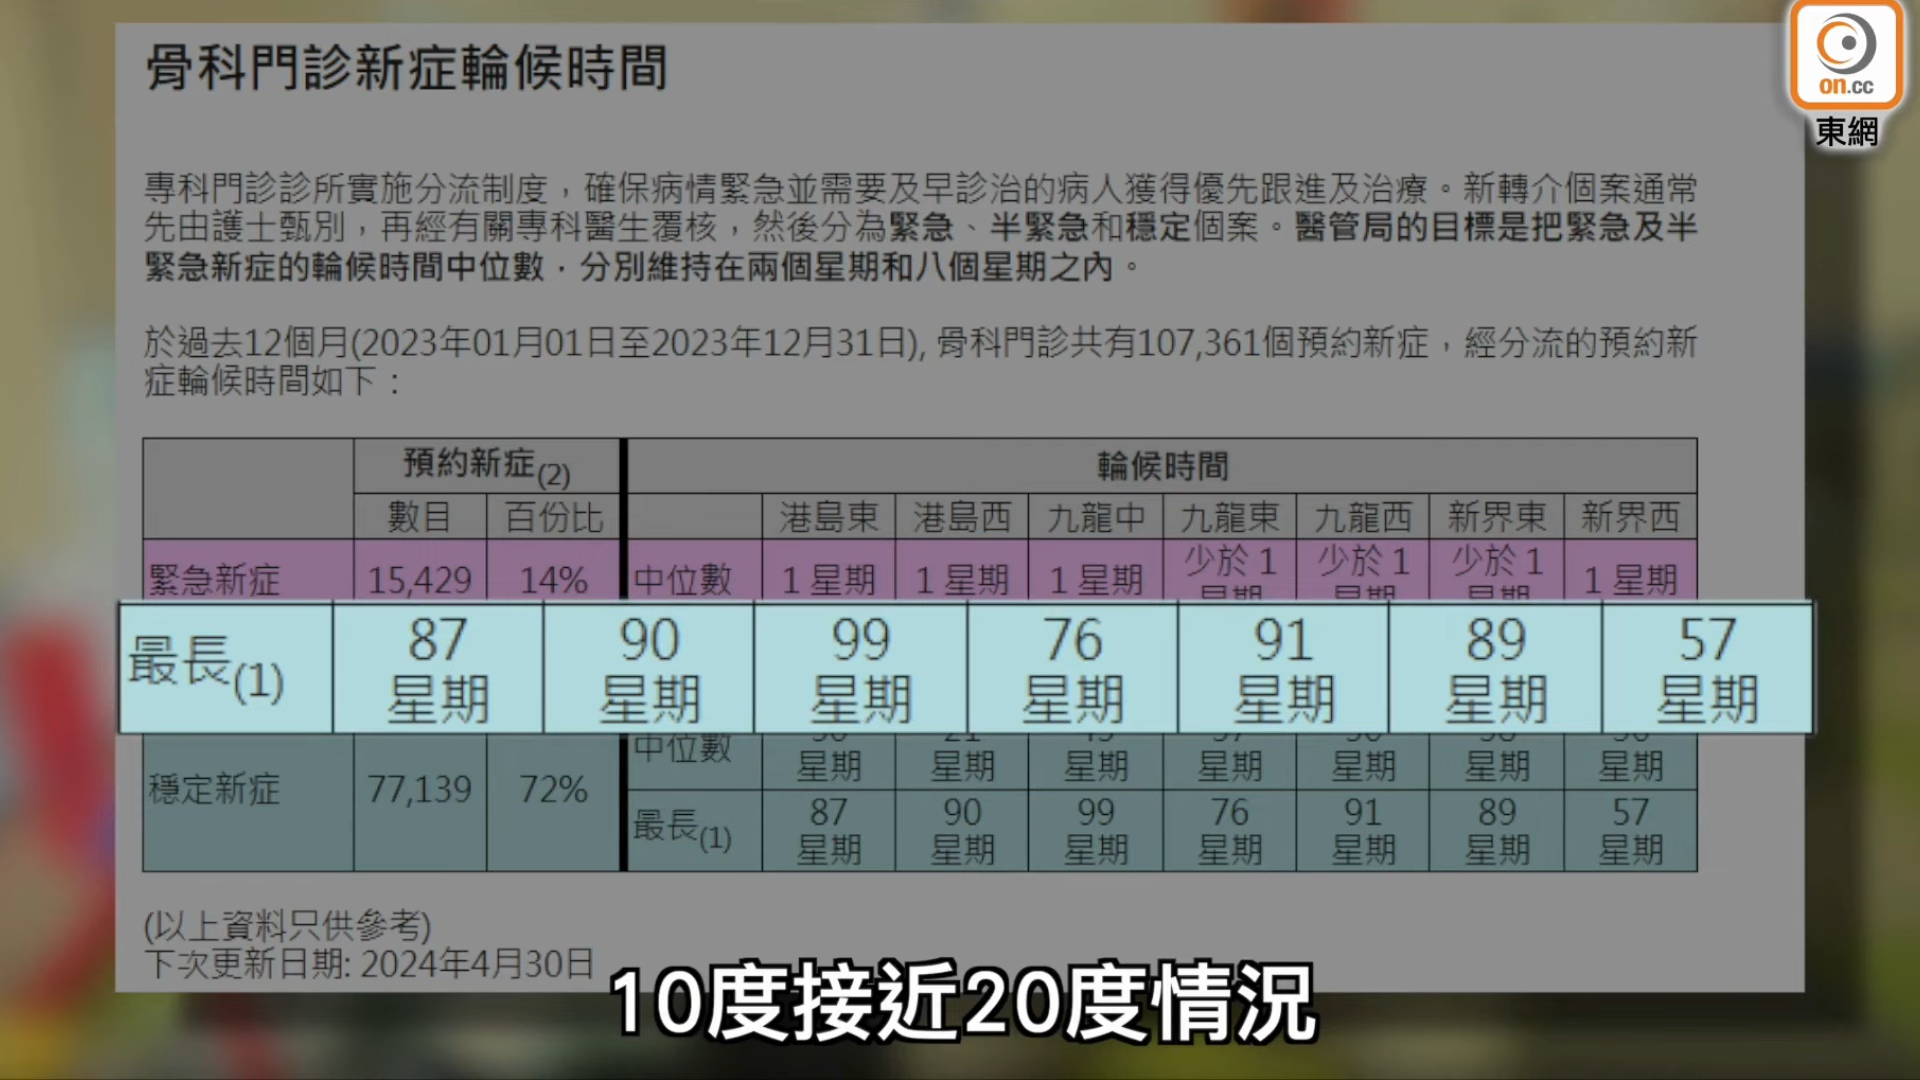 骨科門診新症輪候時間
on.cc
東網
專科門診診所實施分流制度，確保病情緊急並需要及早診治的病人獲得優先跟進及治療。新轉介個案通常
先由護士甄別，再經有關專科醫生覆核，然後分為緊急、半緊急和穩定個案。醫管局的目標是把緊急及半
緊急新症的輪候時間中位數，分別維持在兩個星期和八個星期之內。
於過去12個月(2023年01月01日至2023年12月31日), 骨科門診共有107,361個預約新症，經分流的預約新
症輪候時間如下：
預約新症(2) 輪候時間
數目 百份比 港島東 港島西 九龍中 九龍東 九龍西 新界東 新界西
緊急新症 15,429 14% 中位數 1 星期 1 星期 1 星期 少於 1 星期 少於 1 星期 少於 1 星期 1 星期
最長(1) 87 星期 90 星期 99 星期 76 星期 91 星期 89 星期 57 星期
穩定新症 77,139 72% 中位數 星期 星期 星期 星期 星期 星期 星期
最長(1) 87 星期 90 星期 99 星期 76 星期 91 星期 89 星期 57 星期
(以上資料只供參考)
下次更新日期: 2024年4月30日
10度接近20度情況